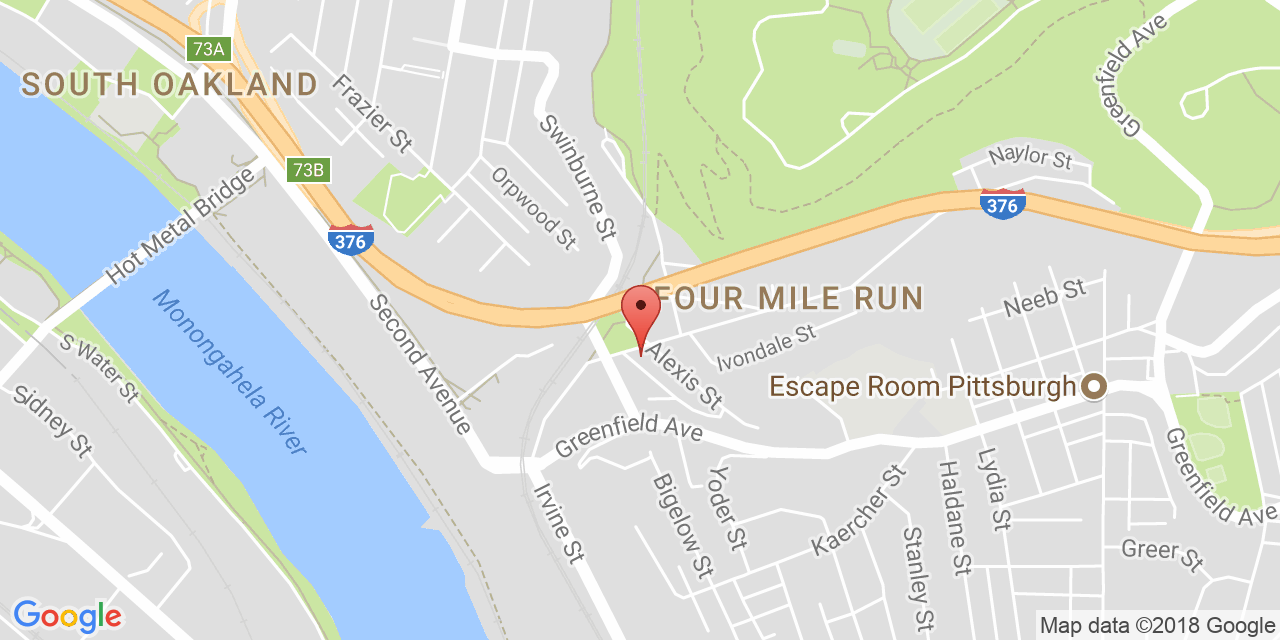 73A
SOUTH OAKLAND
Frazier St
Swinburne St
Greenfield Ave
Naylor St
73B
Orpwood St
376
376
Hot Metal Bridge
FOUR MILE RUN
Neeb St
Monongahela River
Second Avenue
S Water St
Sidney St
Alexis St
Ivondale St
Escape Room Pittsburgh
Greenfield Ave
Greenfield Ave
Irvine St
Bigelow St
Yoder St
Kaercher St
Haldane St
Lydia St
Stanley St
Greer St
Google
Map data ©2018 Google